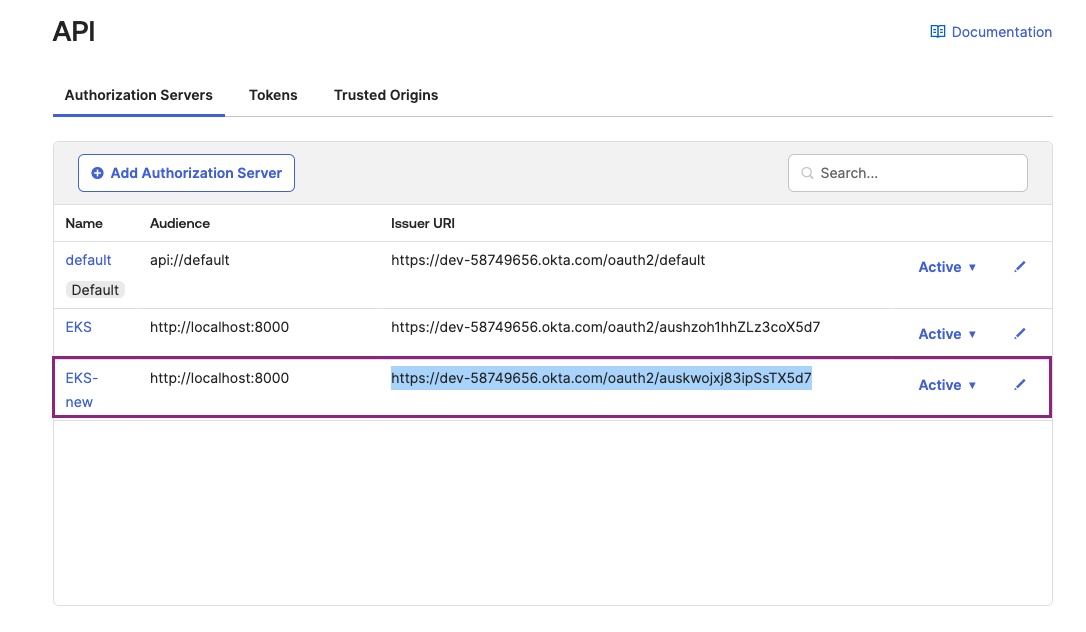 API
Documentation
Authorization Servers Tokens Trusted Origins
Add Authorization Server
Search...
Name Audience Issuer URI
default api://default https://dev-58749656.okta.com/oauth2/default
Active
Default
EKS http://localhost:8000 https://dev-58749656.okta.com/oauth2/aushzoh1hhZLz3coX5d7
Active
EKS- http://localhost:8000 https://dev-58749656.okta.com/oauth2/auskwojxj83ipSsTX5d7
Active
new